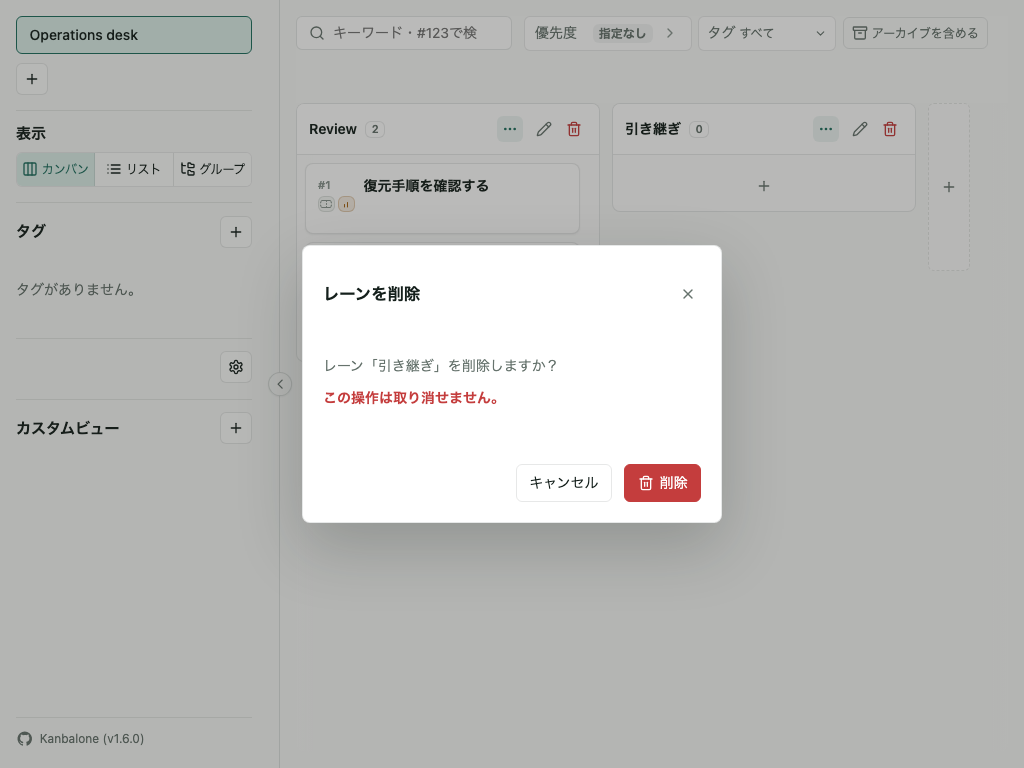 Operations desk
表示
カンバン
リスト
グループ
タグ
タグがありません。
カスタムビュー
Kanbalone (v1.6.0)
キーワード・#123で検
優先度 指定なし
タグ すべて
アーカイブを含める
Review 2
#1 復元手順を確認する
引き継ぎ 0
レーンを削除
レーン「引き継ぎ」を削除しますか？
この操作は取り消せません。
キャンセル
削除